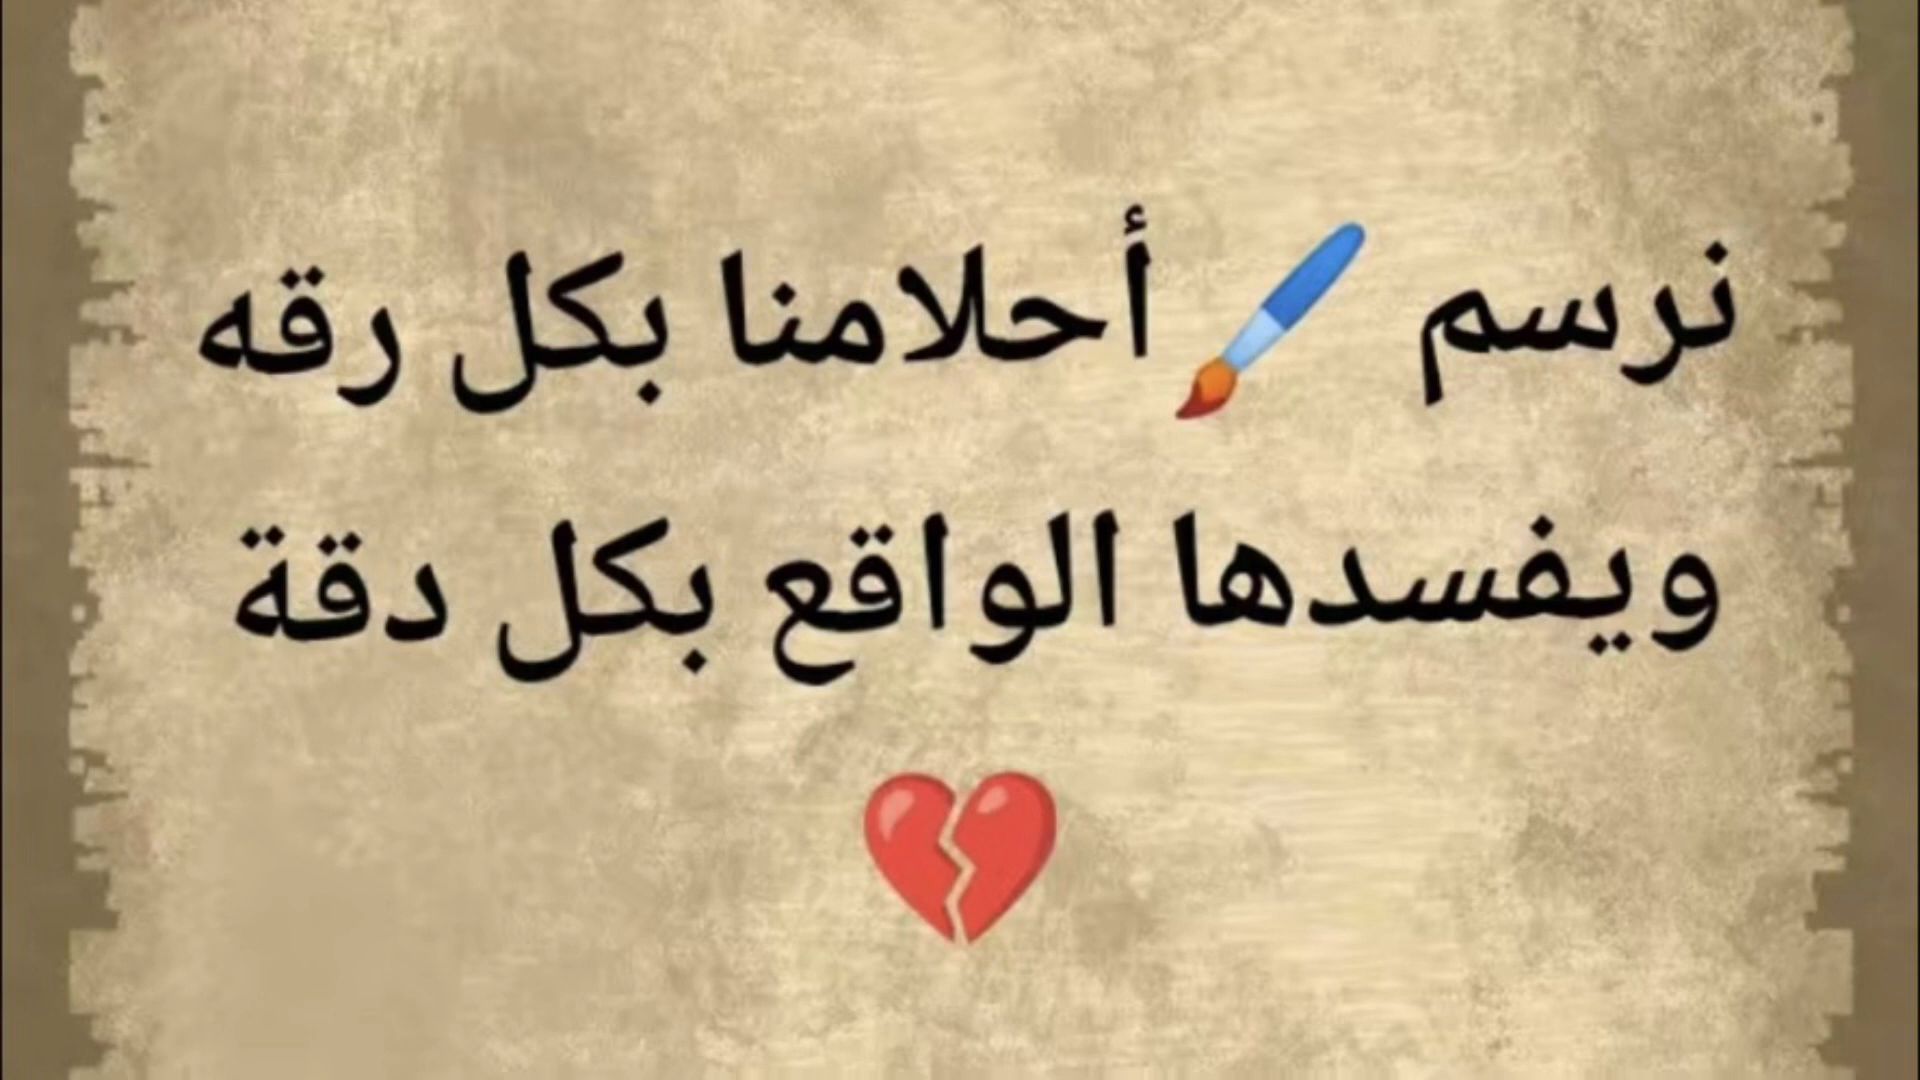 نرسم 🖌️أحلامنا بكل رقه
ويفسدها الواقع بكل دقة
💔